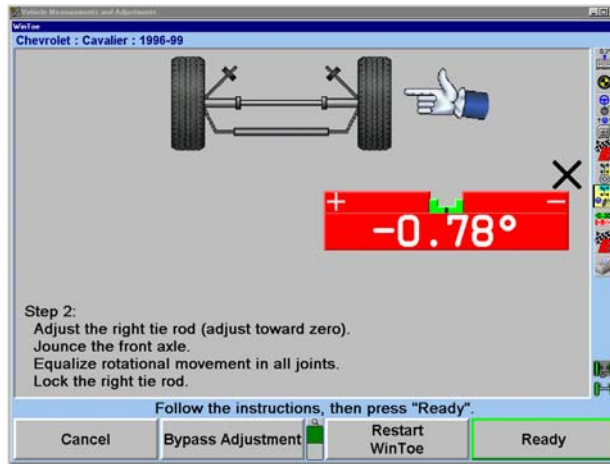 Vehicle Measurements and Adjustments
WinToe
Chevrolet : Cavalier : 1996-99
+ −
−0.78°
Step 2:
Adjust the right tie rod (adjust toward zero).
Jounce the front axle.
Equalize rotational movement in all joints.
Lock the right tie rod.
Follow the instructions, then press "Ready".
Cancel
Bypass Adjustment
Restart
WinToe
Ready